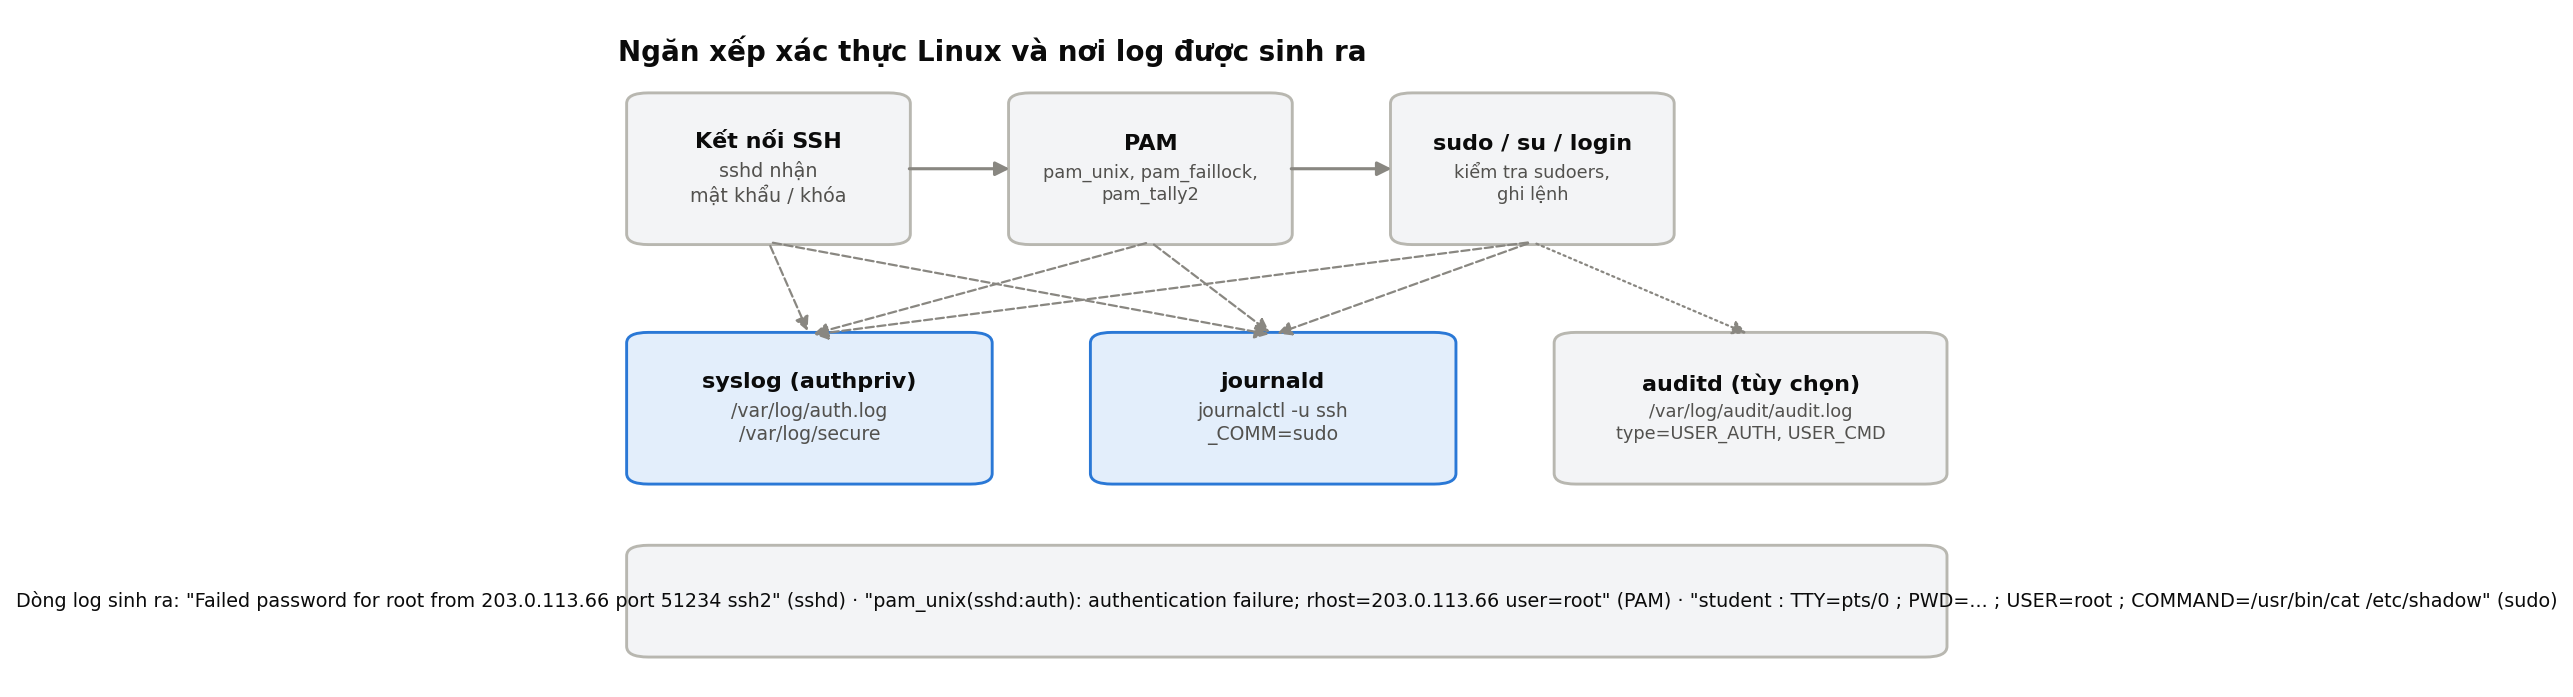 Ngăn xếp xác thực Linux và nơi log được sinh ra
Kết nối SSH
sshd nhận
mật khẩu / khóa
PAM
pam_unix, pam_faillock,
pam_tally2
sudo / su / login
kiểm tra sudoers,
ghi lệnh
syslog (authpriv)
/var/log/auth.log
/var/log/secure
journald
journalctl -u ssh
_COMM=sudo
auditd (tùy chọn)
/var/log/audit/audit.log
type=USER_AUTH, USER_CMD
Dòng log sinh ra: "Failed password for root from 203.0.113.66 port 51234 ssh2" (sshd) · "pam_unix(sshd:auth): authentication failure; rhost=203.0.113.66 user=root" (PAM) · "student : TTY=pts/0 ; PWD=... ; USER=root ; COMMAND=/usr/bin/cat /etc/shadow" (sudo)